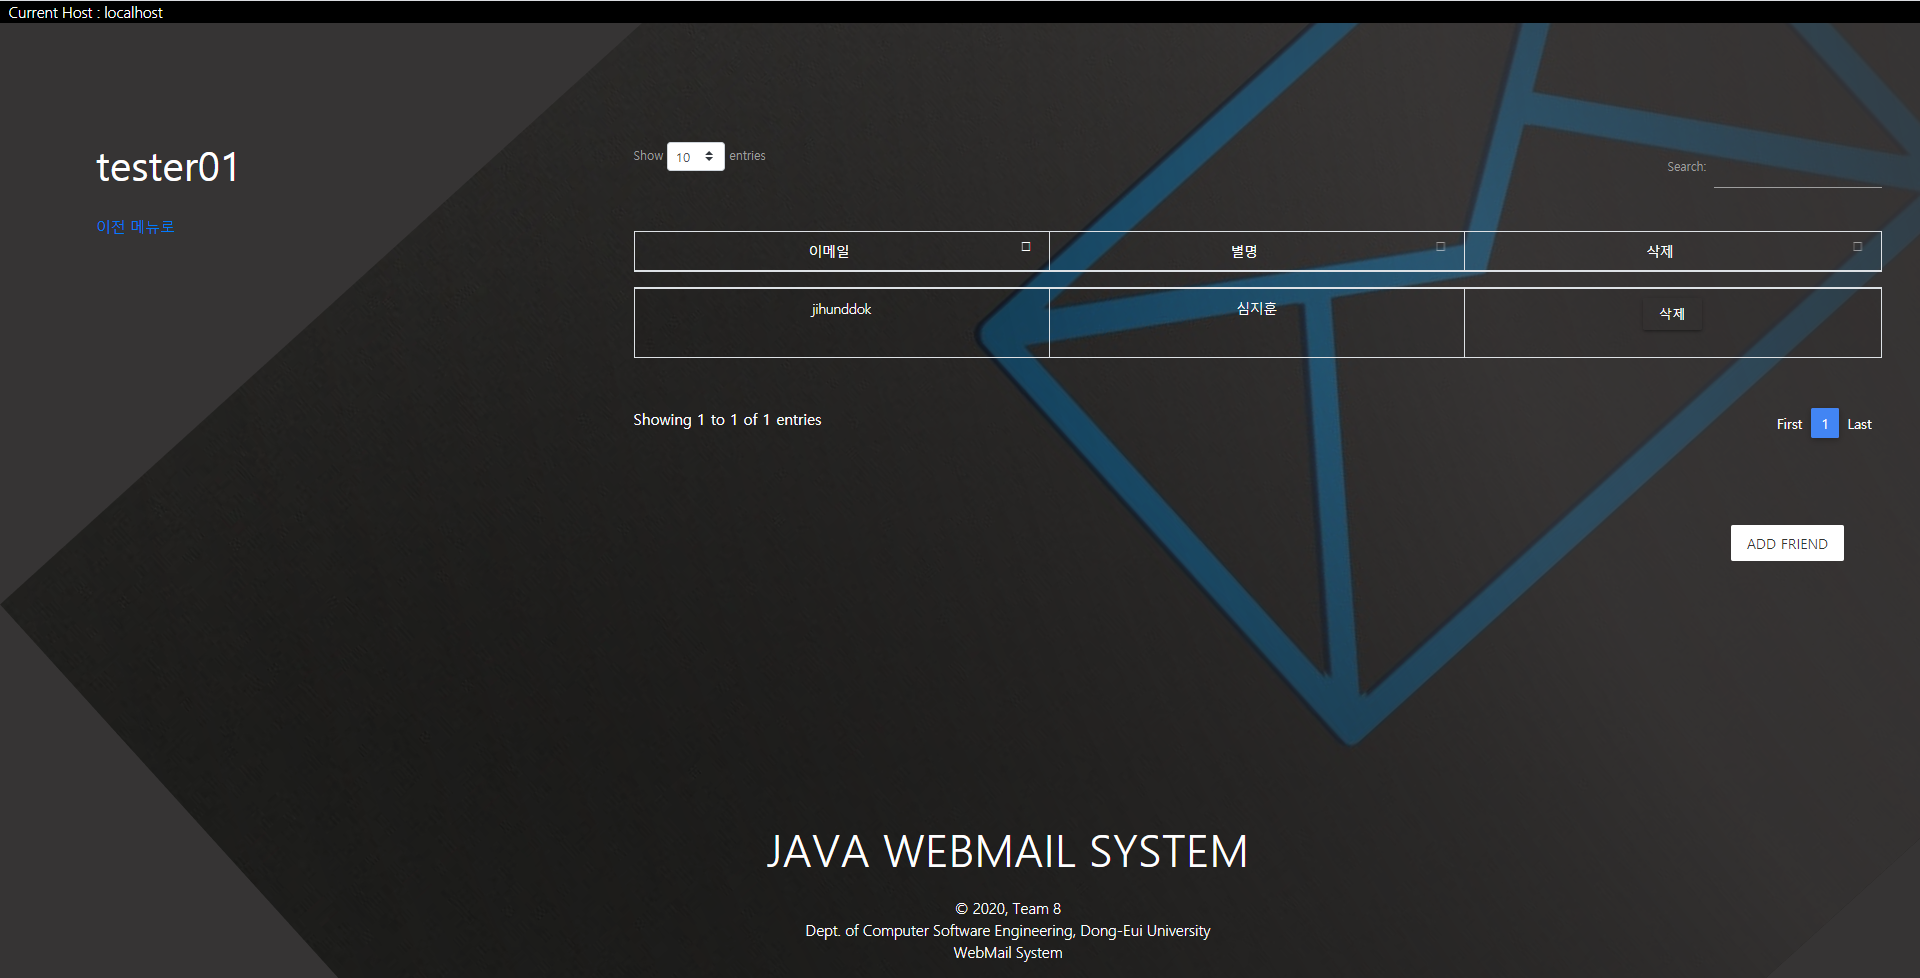 Current Host : localhost
tester01
이전 메뉴로
Show 10 entries
Search:
이메일 별명 삭제
jihunddok 심지훈 삭제
Showing 1 to 1 of 1 entries
First 1 Last
ADD FRIEND
JAVA WEBMAIL SYSTEM
© 2020, Team 8
Dept. of Computer Software Engineering, Dong-Eui University
WebMail System